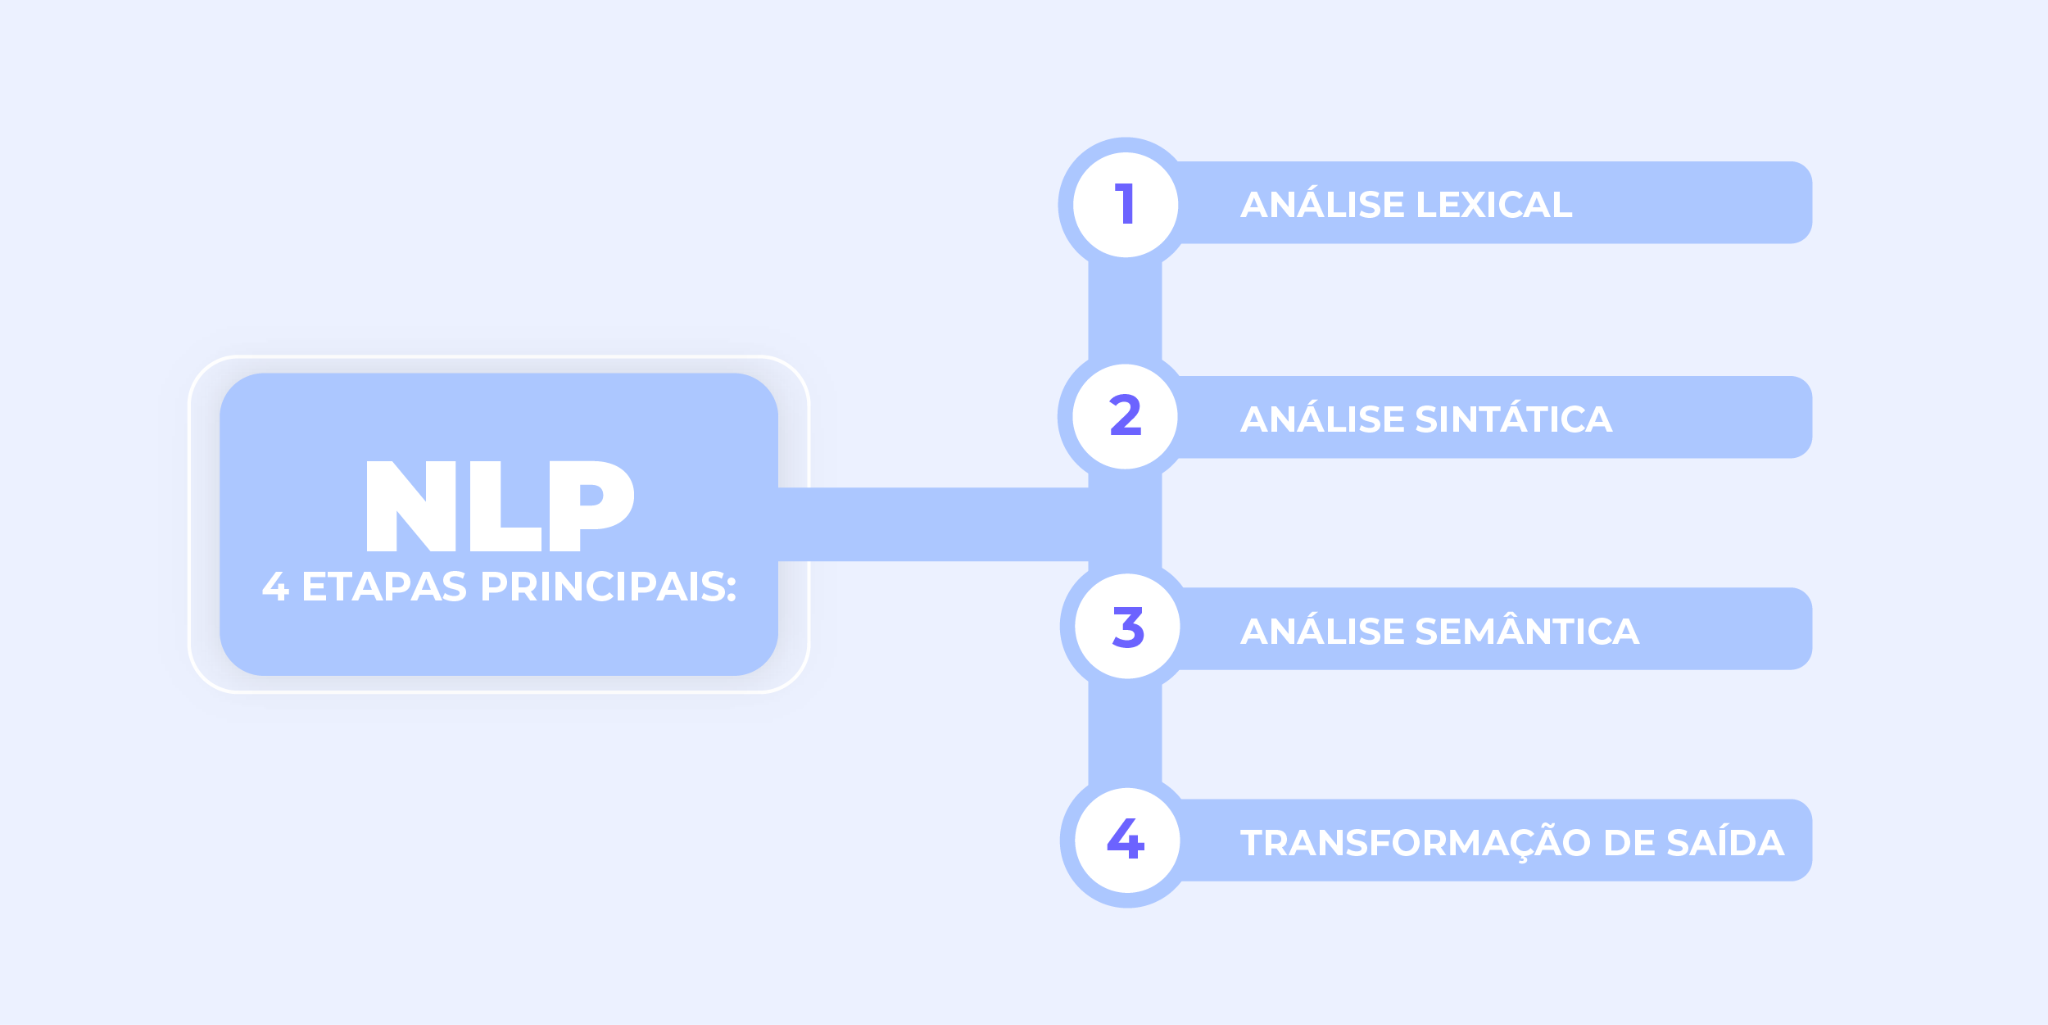 NLP
4 ETAPAS PRINCIPAIS:
1
ANÁLISE LEXICAL
2
ANÁLISE SINTÁTICA
3
ANÁLISE SEMÂNTICA
4
TRANSFORMAÇÃO DE SAÍDA